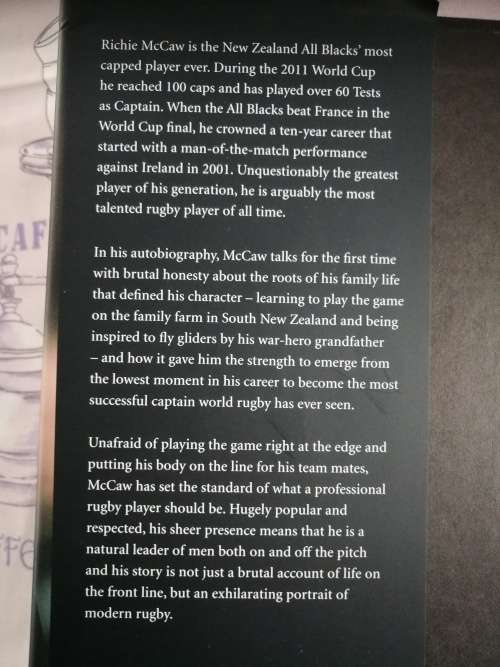 Richie McCaw is the New Zealand All Blacks' most
capped player ever. During the 2011 World Cup
he reached 100 caps and has played over 60 Tests
as Captain. When the All Blacks beat France in the
World Cup final, he crowned a ten-year career that
started with a man-of-the-match performance
against Ireland in 2001. Unquestionably the greatest
player of his generation, he is arguably the most
talented rugby player of all time.
In his autobiography, McCaw talks for the first time
with brutal honesty about the roots of his family life
that defined his character – learning to play the game
on the family farm in South New Zealand and being
inspired to fly gliders by his war-hero grandfather
– and how it gave him the strength to emerge from
the lowest moment in his career to become the most
successful captain world rugby has ever seen.
Unafraid of playing the game right at the edge and
putting his body on the line for his team mates,
McCaw has set the standard of what a professional
rugby player should be. Hugely popular and
respected, his sheer presence means that he is a
natural leader of men both on and off the pitch
and his story is not just a brutal account of life on
the front line, but an exhilarating portrait of
modern rugby.